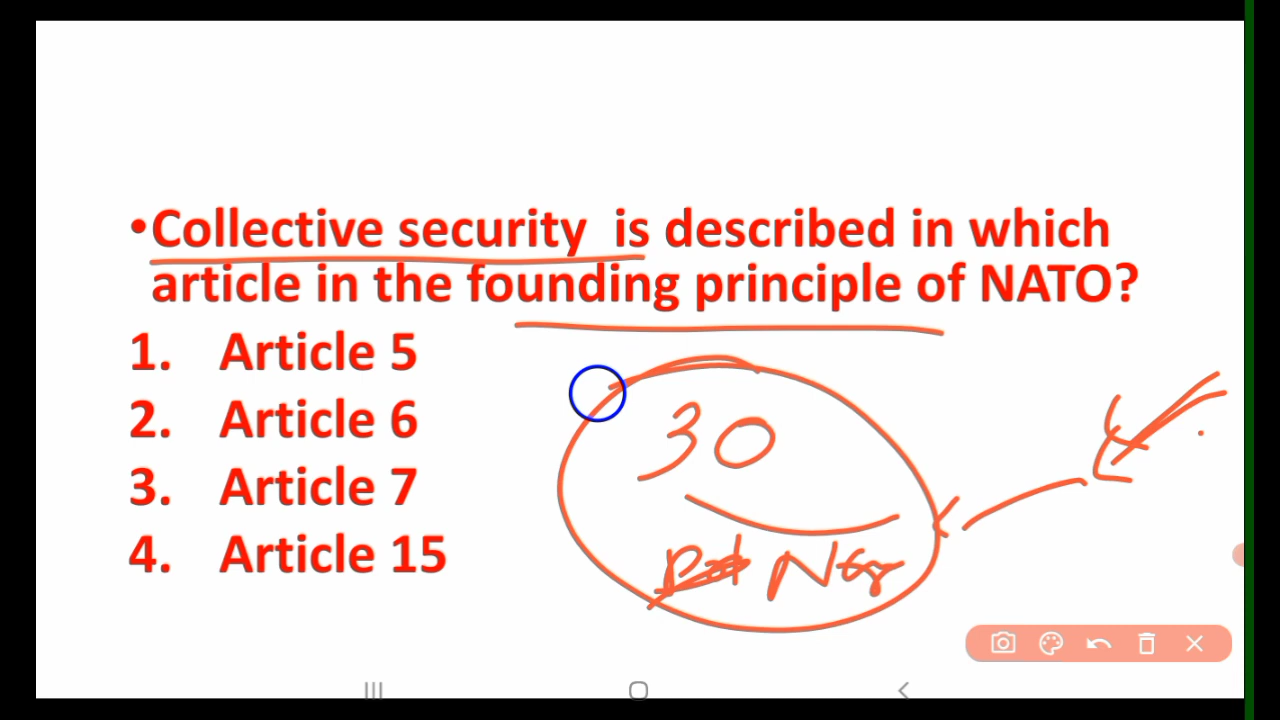 •Collective security is described in which
article in the founding principle of NATO?
1. Article 5
2. Article 6
3. Article 7
4. Article 15
30